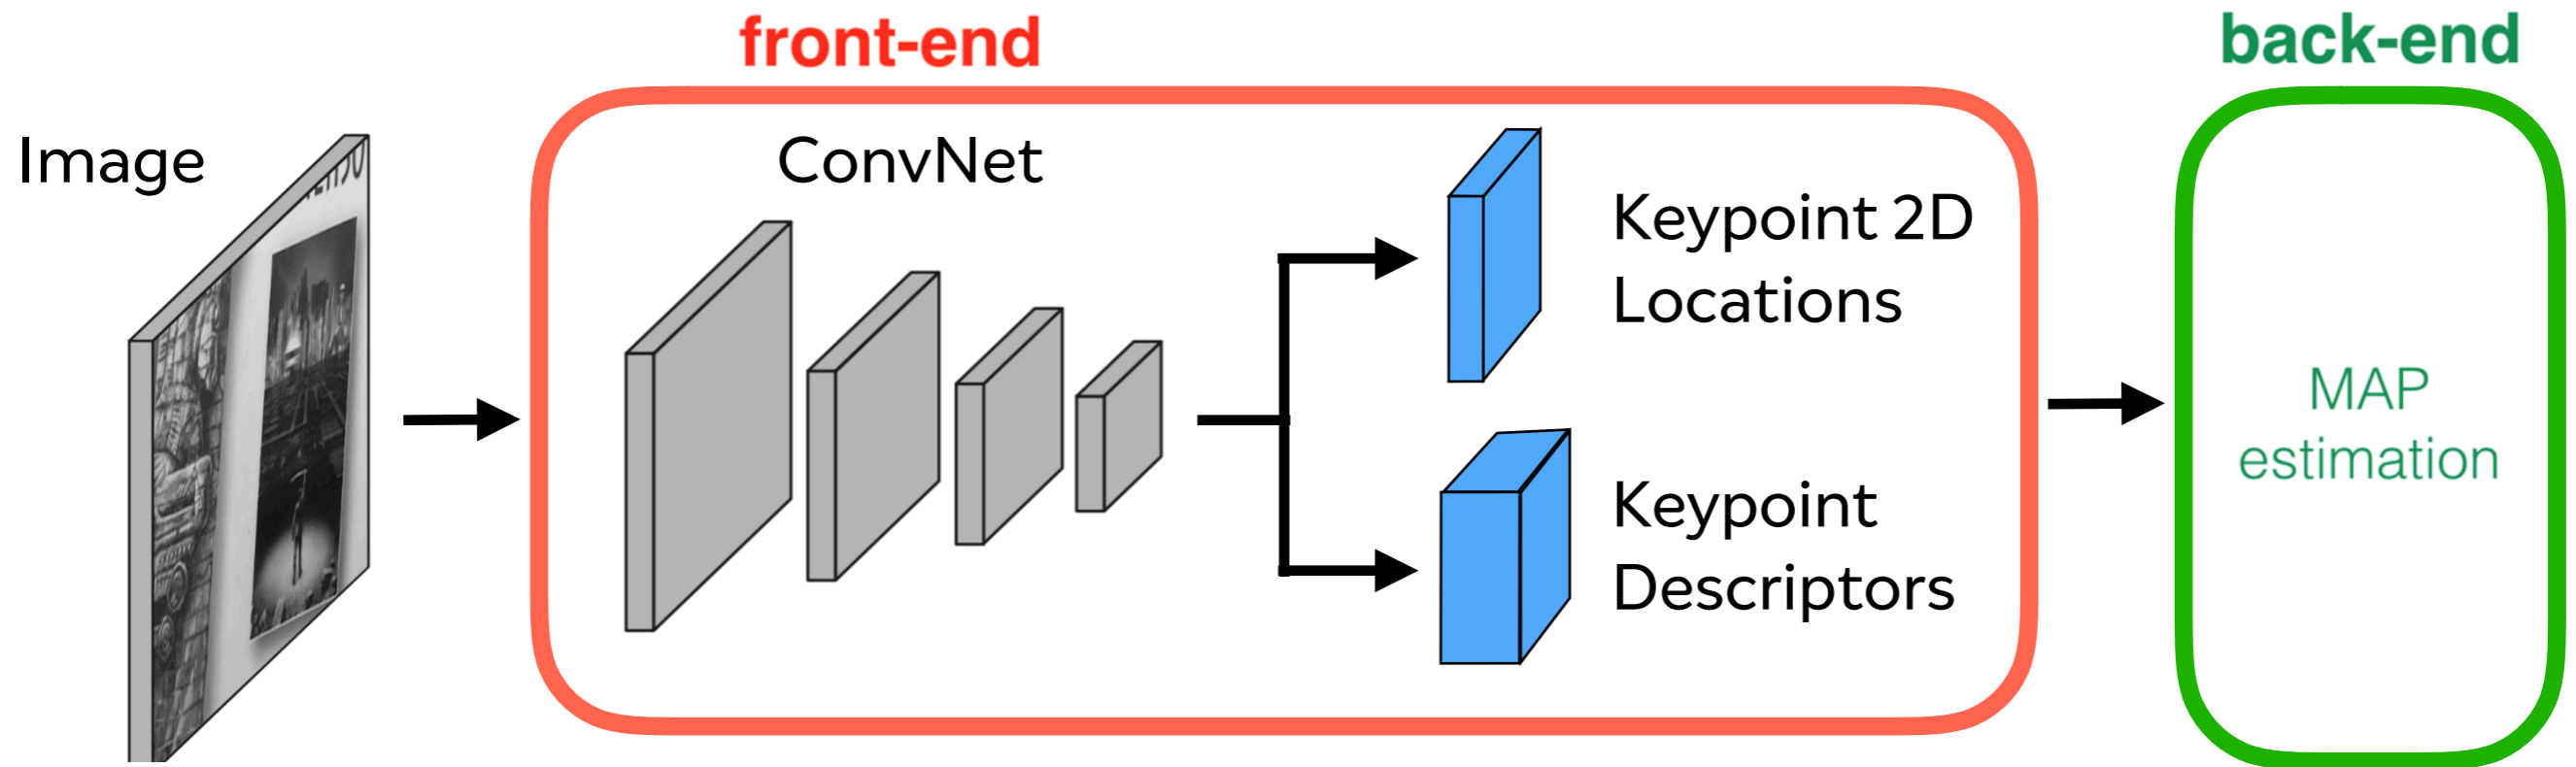 front-end
back-end
Image
ConvNet
Keypoint 2D
Locations
Keypoint
Descriptors
MAP
estimation